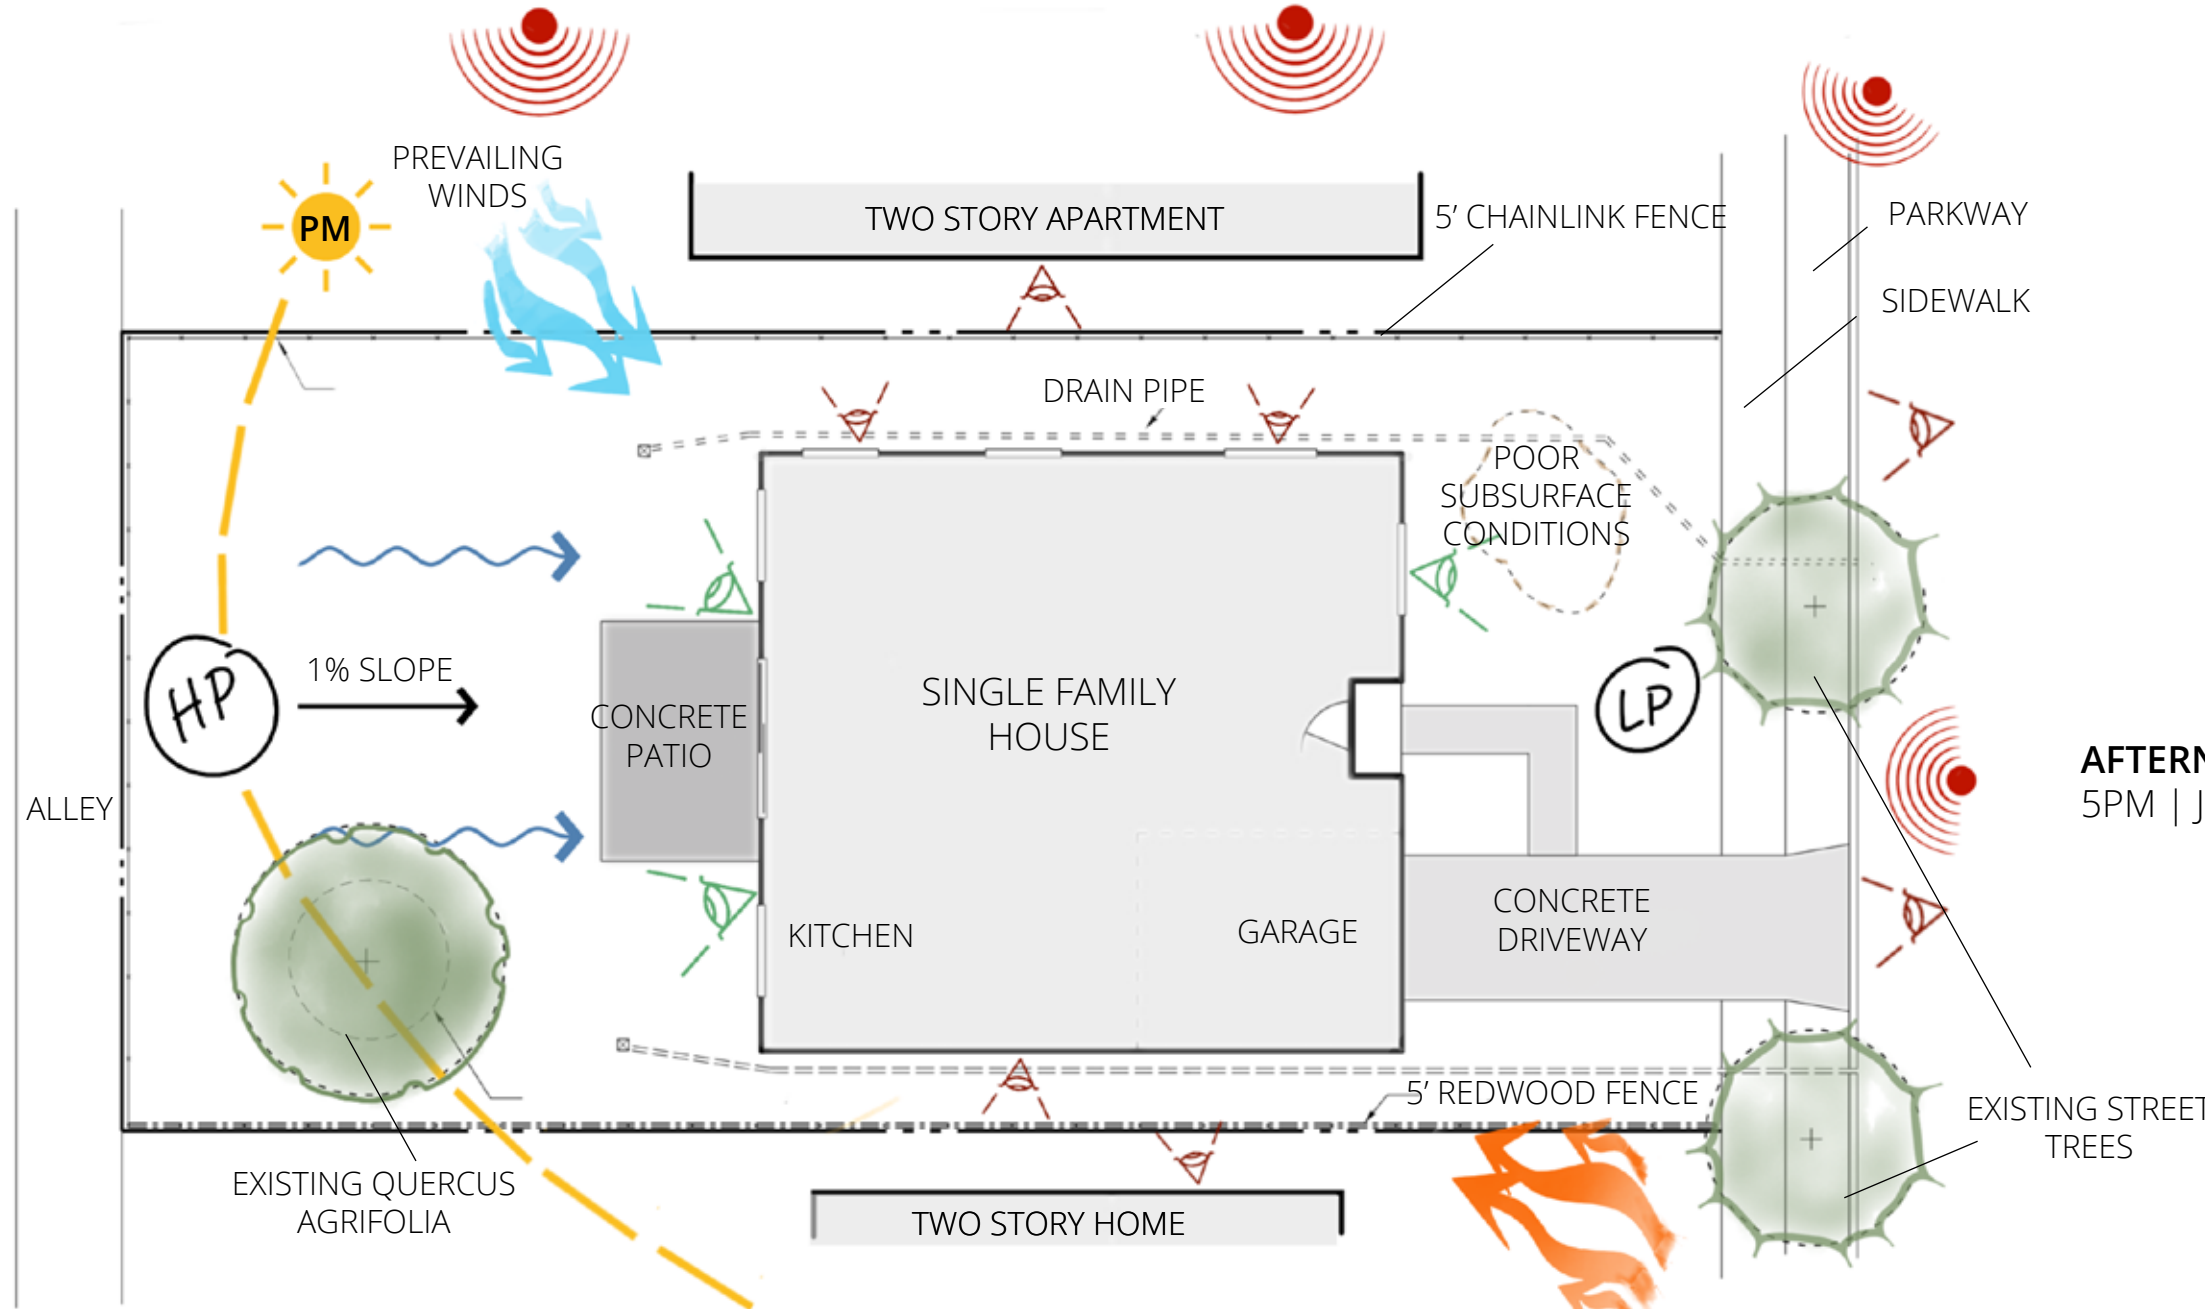 PREVAILING
WINDS
PM
TWO STORY APARTMENT
5’ CHAINLINK FENCE
PARKWAY
SIDEWALK
DRAIN PIPE
POOR
SUBSURFACE
CONDITIONS
HP
1% SLOPE
CONCRETE
PATIO
SINGLE FAMILY
HOUSE
LP
ALLEY
AFTERN
5PM | J
KITCHEN
GARAGE
CONCRETE
DRIVEWAY
5’ REDWOOD FENCE
EXISTING STREET
TREES
EXISTING QUERCUS
AGRIFOLIA
TWO STORY HOME